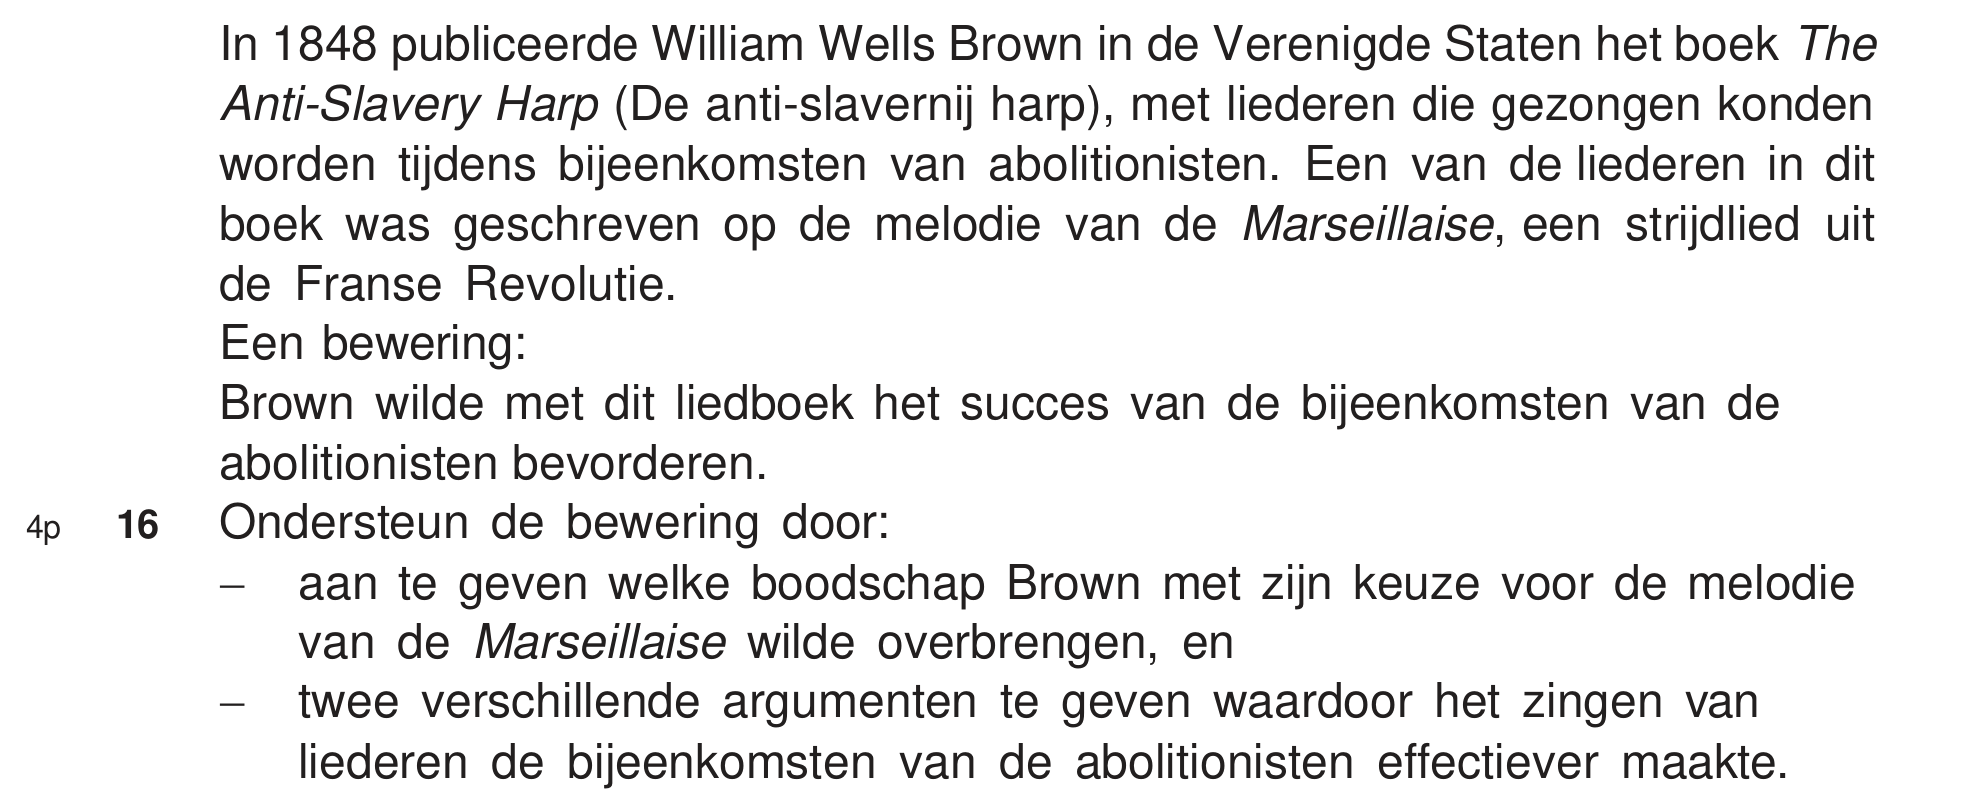 In 1848 publiceerde William Wells Brown in de Verenigde Staten het boek The
Anti-Slavery Harp (De anti-slavernij harp), met liederen die gezongen konden
worden tijdens bijeenkomsten van abolitionisten. Een van de liederen in dit
boek was geschreven op de melodie van de Marseillaise, een strijdlied uit
de Franse Revolutie.
Een bewering:
Brown wilde met dit liedboek het succes van de bijeenkomsten van de
abolitionisten bevorderen.
4p 16 Ondersteun de bewering door:
– aan te geven welke boodschap Brown met zijn keuze voor de melodie
van de Marseillaise wilde overbrengen, en
– twee verschillende argumenten te geven waardoor het zingen van
liederen de bijeenkomsten van de abolitionisten effectiever maakte.